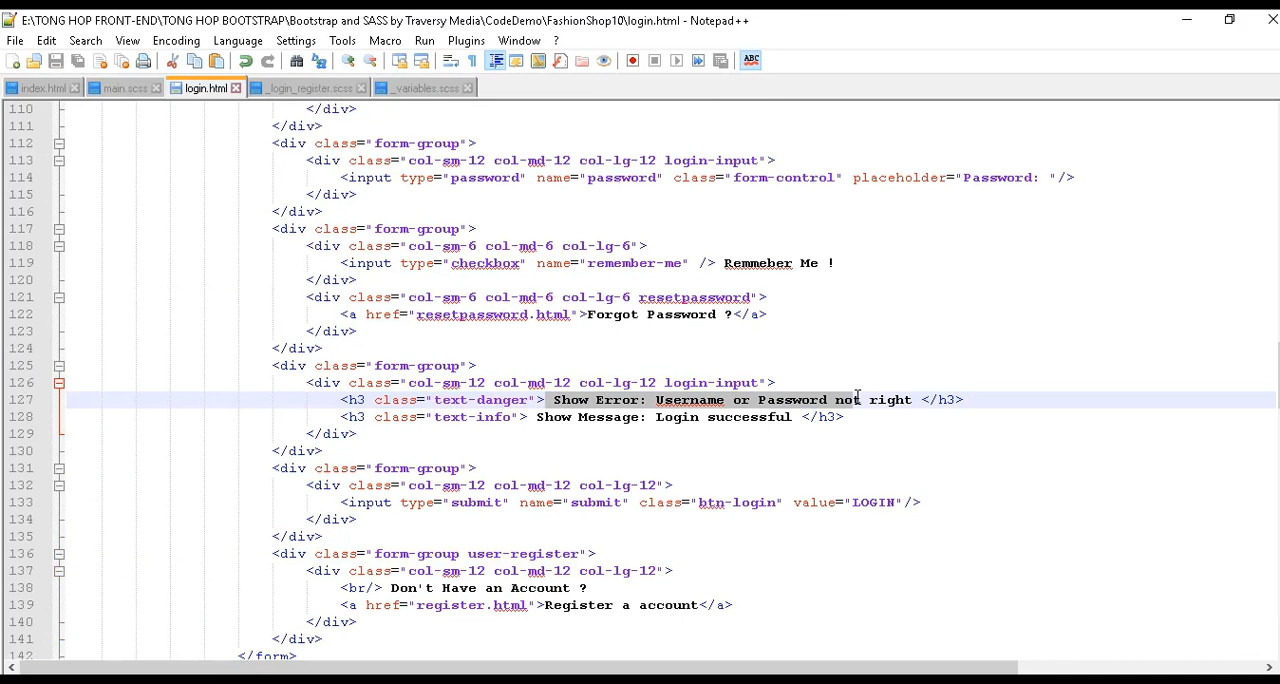 E:\TONG HOP FRONT-END\TONG HOP BOOTSTRAP\Bootstrap and SASS by Traversy Media\CodeDemo\FashionShop10\login.html - Notepad++
File Edit Search View Encoding Language Settings Tools Macro Run Plugins Window ?
ABC
index.html main.scss login.html _login_register.scss _variables.scss
110 </div>
111 </div>
112 <div class="form-group">
113 <div class="col-sm-12 col-md-12 col-lg-12 login-input">
114 <input type="password" name="password" class="form-control" placeholder="Password: "/>
115 </div>
116 </div>
117 <div class="form-group">
118 <div class="col-sm-6 col-md-6 col-lg-6">
119 <input type="checkbox" name="remember-me" /> Remmeber Me !
120 </div>
121 <div class="col-sm-6 col-md-6 col-lg-6 resetpassword">
122 <a href="resetpassword.html">Forgot Password ?</a>
123 </div>
124 </div>
125 <div class="form-group">
126 <div class="col-sm-12 col-md-12 col-lg-12 login-input">
127 <h3 class="text-danger"> Show Error: Username or Password not right </h3>
128 <h3 class="text-info"> Show Message: Login successful </h3>
129 </div>
130 </div>
131 <div class="form-group">
132 <div class="col-sm-12 col-md-12 col-lg-12">
133 <input type="submit" name="submit" class="btn-login" value="LOGIN"/>
134 </div>
135 </div>
136 <div class="form-group user-register">
137 <div class="col-sm-12 col-md-12 col-lg-12">
138 <br/> Don't Have an Account ?
139 <a href="register.html">Register a account</a>
140 </div>
141 </div>
142 </form>